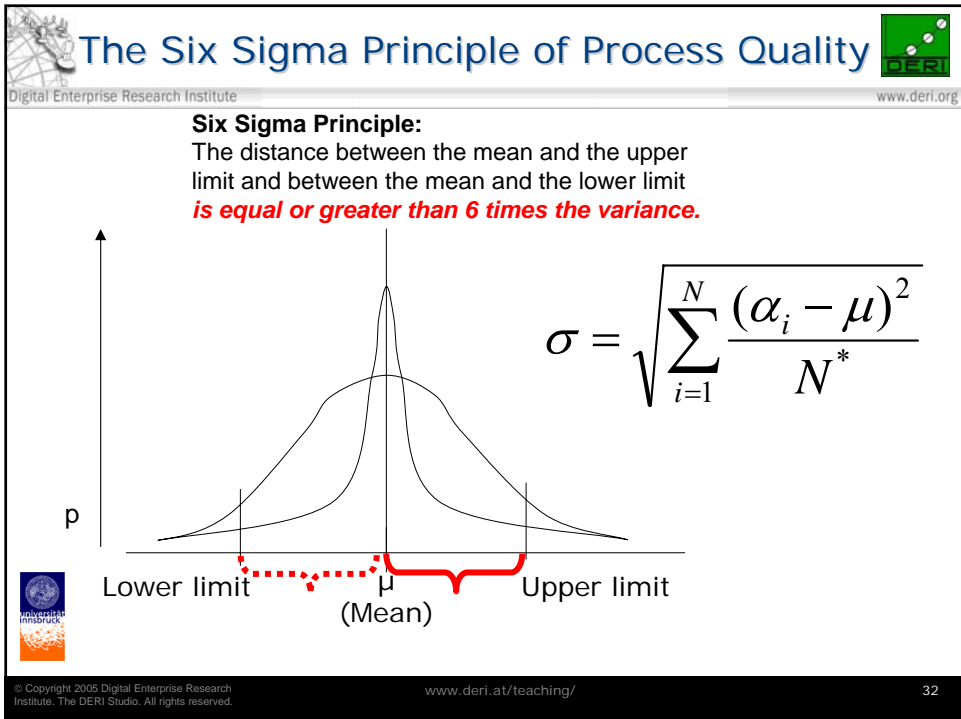 The Six Sigma Principle of Process Quality
DERI
Digital Enterprise Research Institute
www.deri.org
Six Sigma Principle:
The distance between the mean and the upper
limit and between the mean and the lower limit
is equal or greater than 6 times the variance.
σ = √(∑_{i=1}^{N} (α_i − μ)² / N*)
p
Lower limit
μ
Upper limit
(Mean)
universität
innsbruck
© Copyright 2005 Digital Enterprise Research
Institute. The DERI Studio. All rights reserved.
www.deri.at/teaching/
32